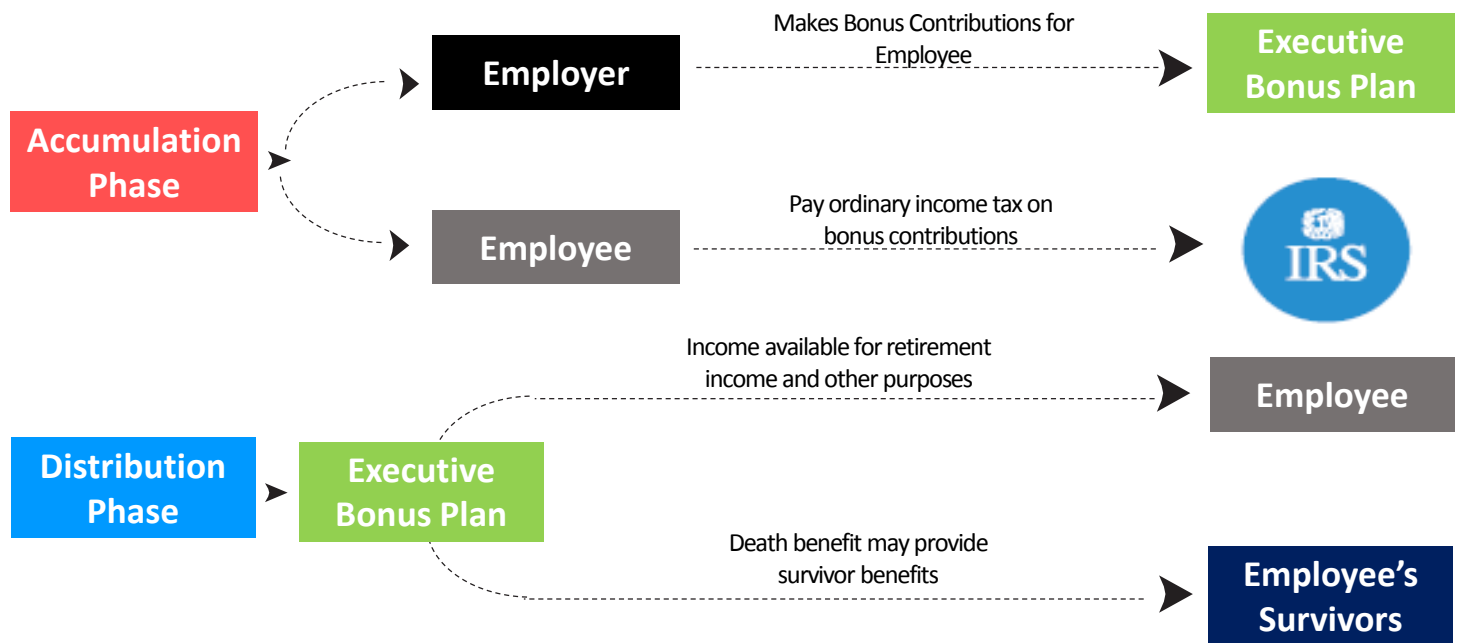 Makes Bonus Contributions for
Employee
Employer
Executive
Bonus Plan
Accumulation
Phase
Pay ordinary income tax on
bonus contributions
Employee
IRS
Income available for retirement
income and other purposes
Employee
Distribution
Phase
Executive
Bonus Plan
Death benefit may provide
survivor benefits
Employee’s
Survivors